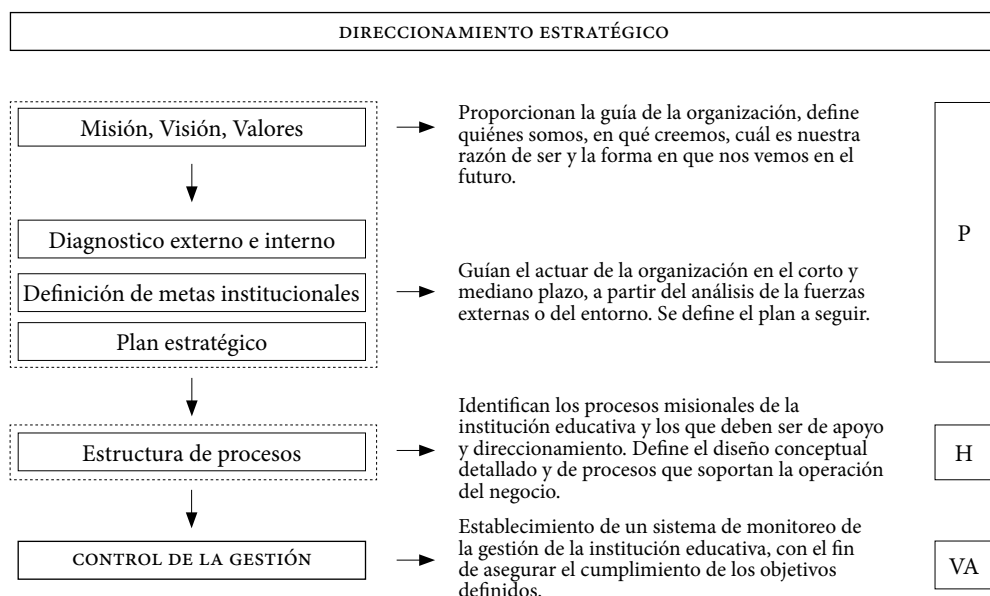 DIRECCIONAMIENTO ESTRATÉGICO
Misión, Visión, Valores
Proporcionan la guía de la organización, define
quiénes somos, en qué creemos, cuál es nuestra
razón de ser y la forma en que nos vemos en el
futuro.
P
Diagnostico externo e interno
Definición de metas institucionales
Plan estratégico
Guían el actuar de la organización en el corto y
mediano plazo, a partir del análisis de la fuerzas
externas o del entorno. Se define el plan a seguir.
Estructura de procesos
Identifican los procesos misionales de la
institución educativa y los que deben ser de apoyo
y direccionamiento. Define el diseño conceptual
detallado y de procesos que soportan la operación
del negocio.
H
CONTROL DE LA GESTIÓN
Establecimiento de un sistema de monitoreo de
la gestión de la institución educativa, con el fin
de asegurar el cumplimiento de los objetivos
definidos.
VA